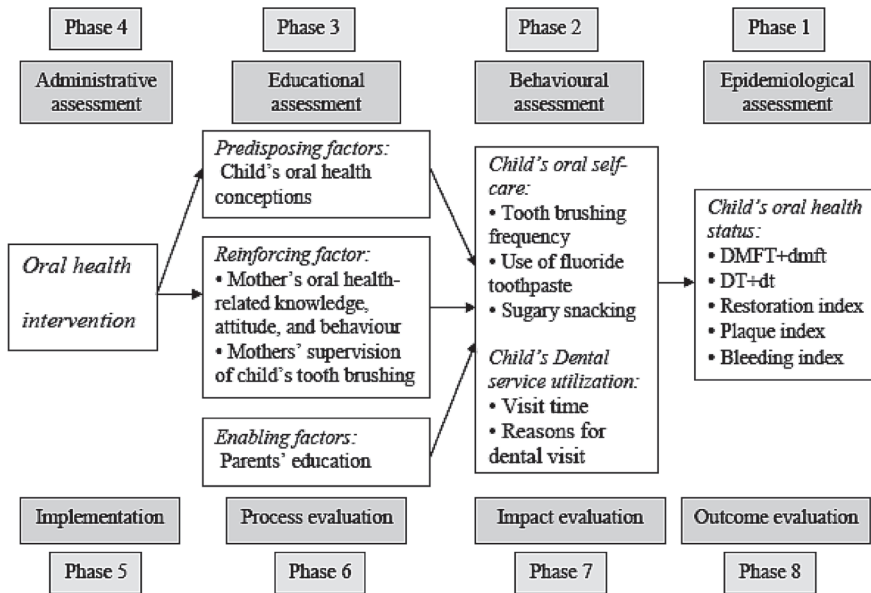 Phase 4
Phase 3
Phase 2
Phase 1
Administrative
assessment
Educational
assessment
Behavioural
assessment
Epidemiological
assessment
Oral health
intervention
Predisposing factors:
Child's oral health
conceptions
Reinforcing factor:
• Mother's oral health-
related knowledge,
attitude, and behaviour
• Mothers' supervision
of child's tooth brushing
Enabling factors:
Parents' education
Child's oral self-
care:
• Tooth brushing
frequency
• Use of fluoride
toothpaste
• Sugary snacking
Child's Dental
service utilization:
• Visit time
• Reasons for
dental visit
Child's oral health
status:
• DMFT+dmft
• DT+dt
• Restoration index
• Plaque index
• Bleeding index
Implementation
Process evaluation
Impact evaluation
Outcome evaluation
Phase 5
Phase 6
Phase 7
Phase 8